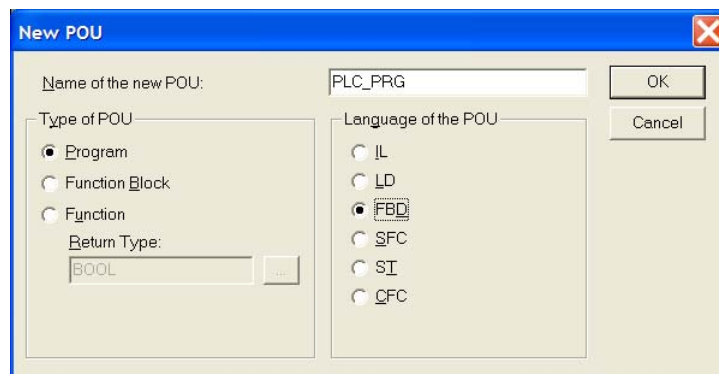 New POU
Name of the new POU:
PLC_PRG
OK
Cancel
Type of POU
Program
Function Block
Function
Return Type:
BOOL
...
Language of the POU
IL
LD
FBD
SFC
ST
CFC